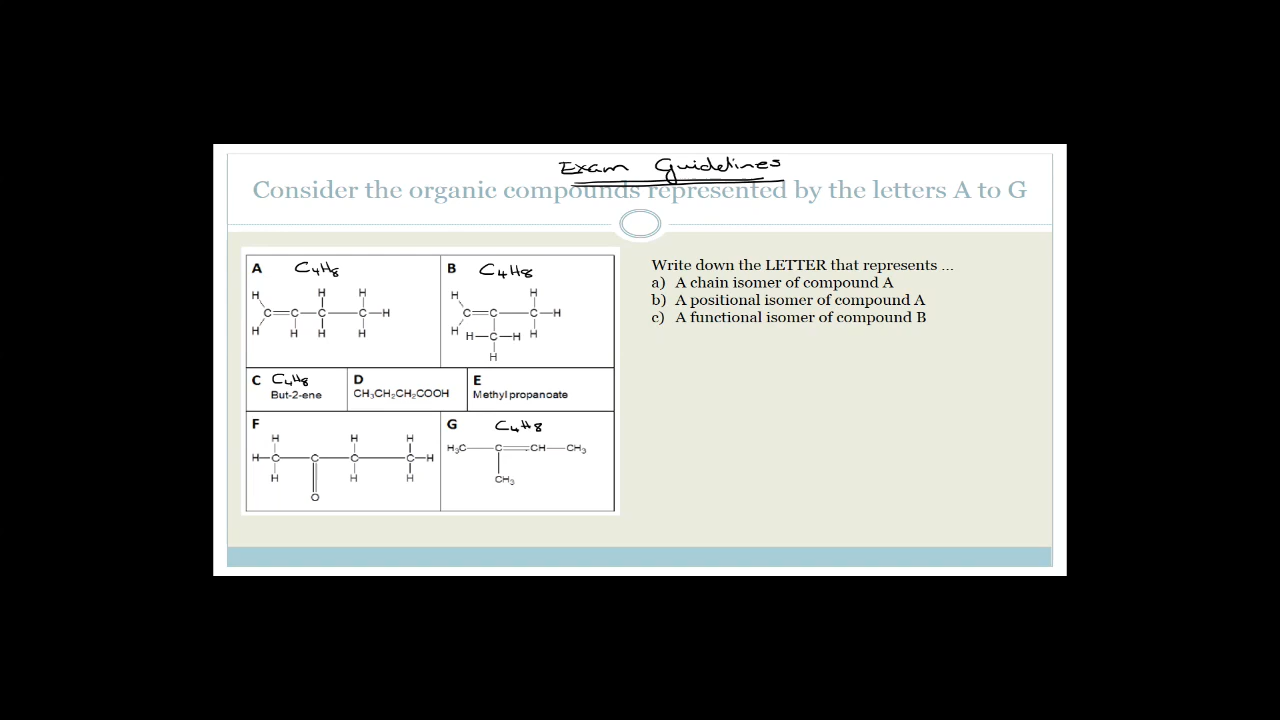 Exam Guidelines
Consider the organic compounds represented by the letters A to G
A C₄H₈
H H H
C=C—C—C—H
H H H H
B C₄H₈
H H
C=C—C—H
H H—C—H H
H
C C₄H₈
But-2-ene
D
CH₃CH₂CH₂COOH
E
Methyl propanoate
F
H H H
H—C—C—C—C—H
H H H
O
G C₄H₈
H₃C—C=CH—CH₃
CH₃
Write down the LETTER that represents ...
a) A chain isomer of compound A
b) A positional isomer of compound A
c) A functional isomer of compound B